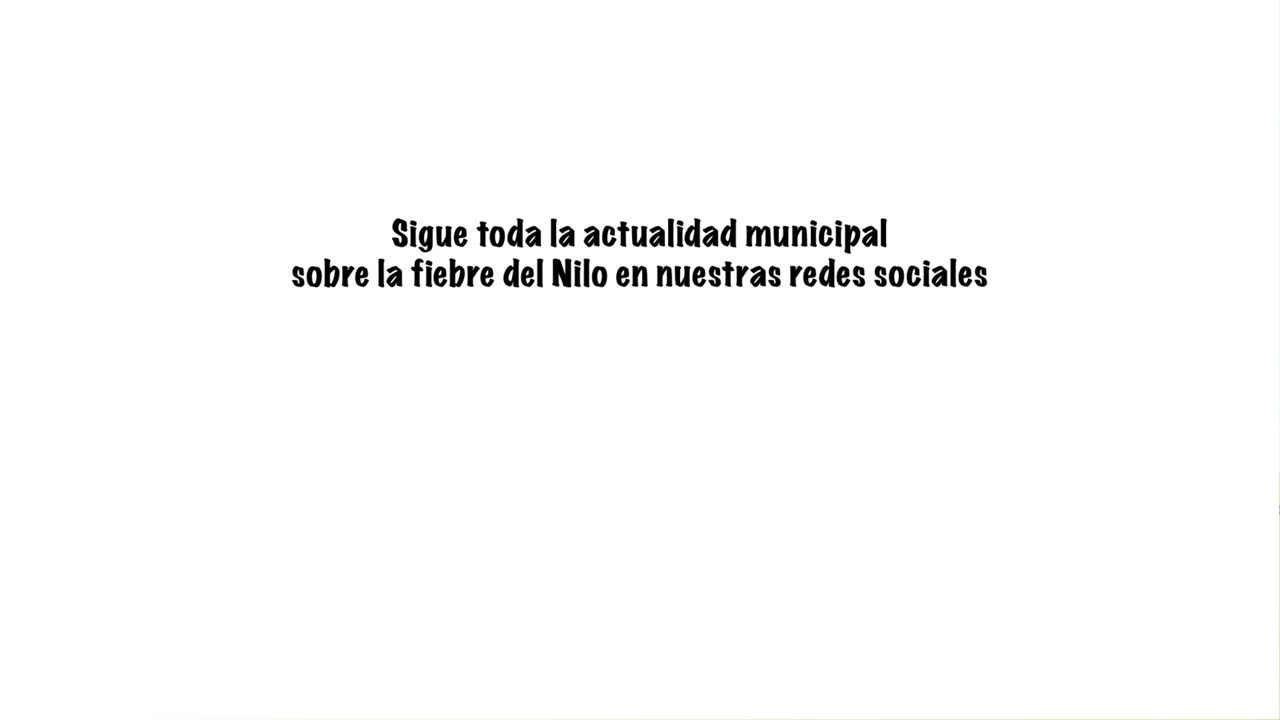 Sigue toda la actualidad municipal
sobre la fiebre del Nilo en nuestras redes sociales